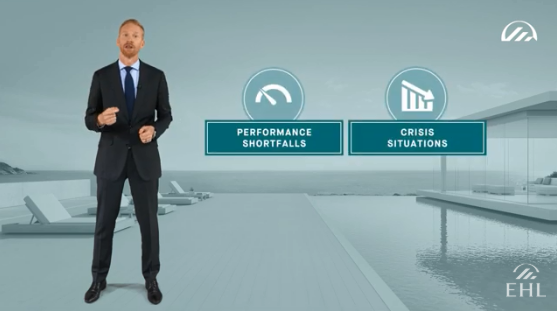 PERFORMANCE
SHORTFALLS
CRISIS
SITUATIONS
EHL